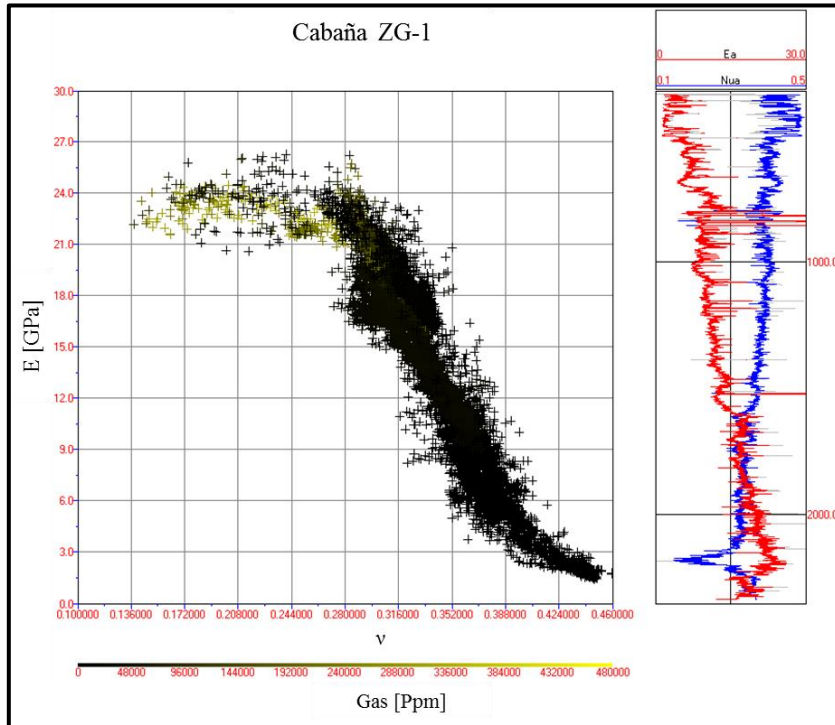 Cabaña ZG-1
E [GPa]
30.0
27.0
24.0
21.0
18.0
15.0
12.0
9.0
6.0
3.0
0.0
0.100000 0.136000 0.172000 0.208000 0.244000 0.280000 0.316000 0.352000 0.388000 0.424000 0.460000
ν
0 48000 96000 144000 192000 240000 288000 336000 384000 432000 480000
Gas [Ppm]
0 Ea 30.0
0.1 Nua 0.5
1000.0
2000.0